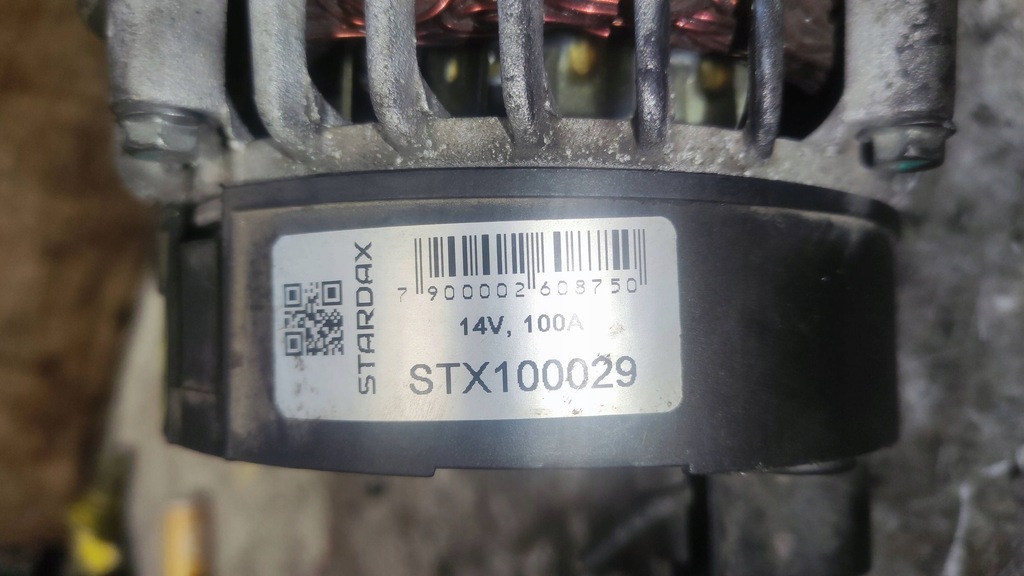 STARDAX
7 900002 608750
14V, 100A
STX100029